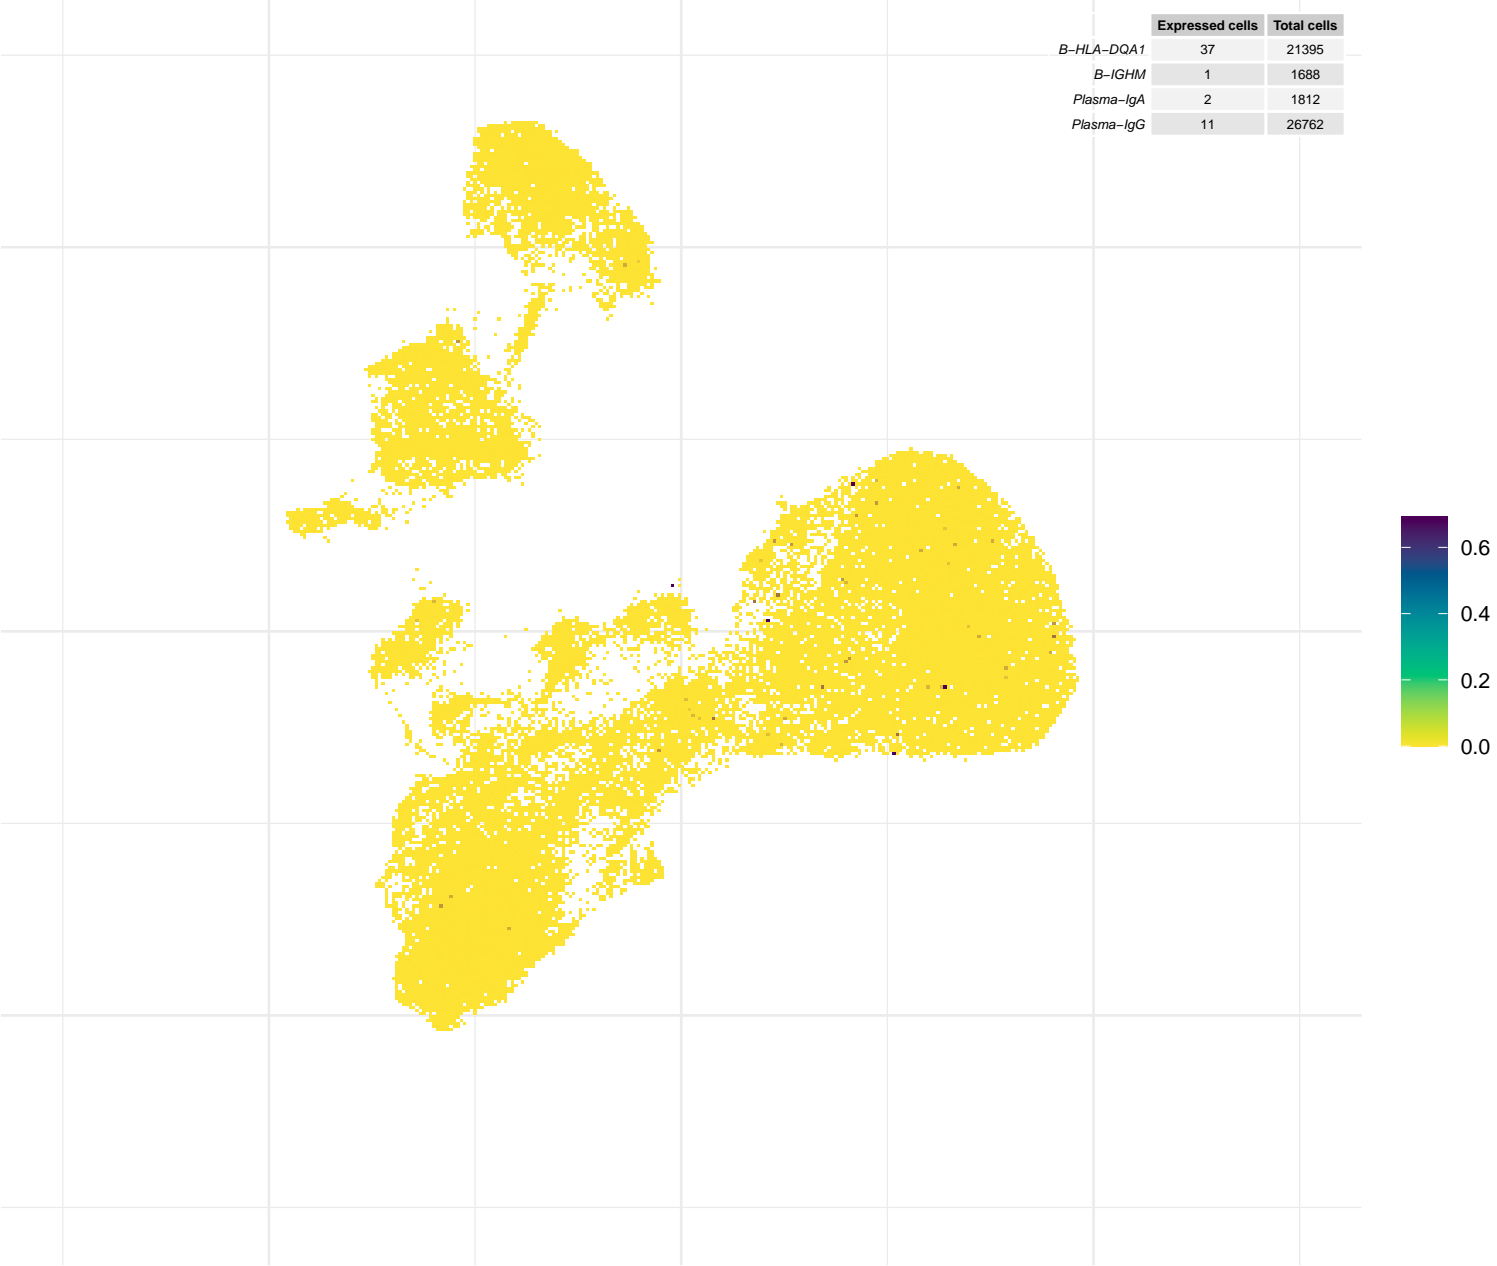 Expressed cells Total cells
B−HLA−DQA1 37 21395
B−IGHM 1 1688
Plasma−IgA 2 1812
Plasma−IgG 11 26762
0.6
0.4
0.2
0.0